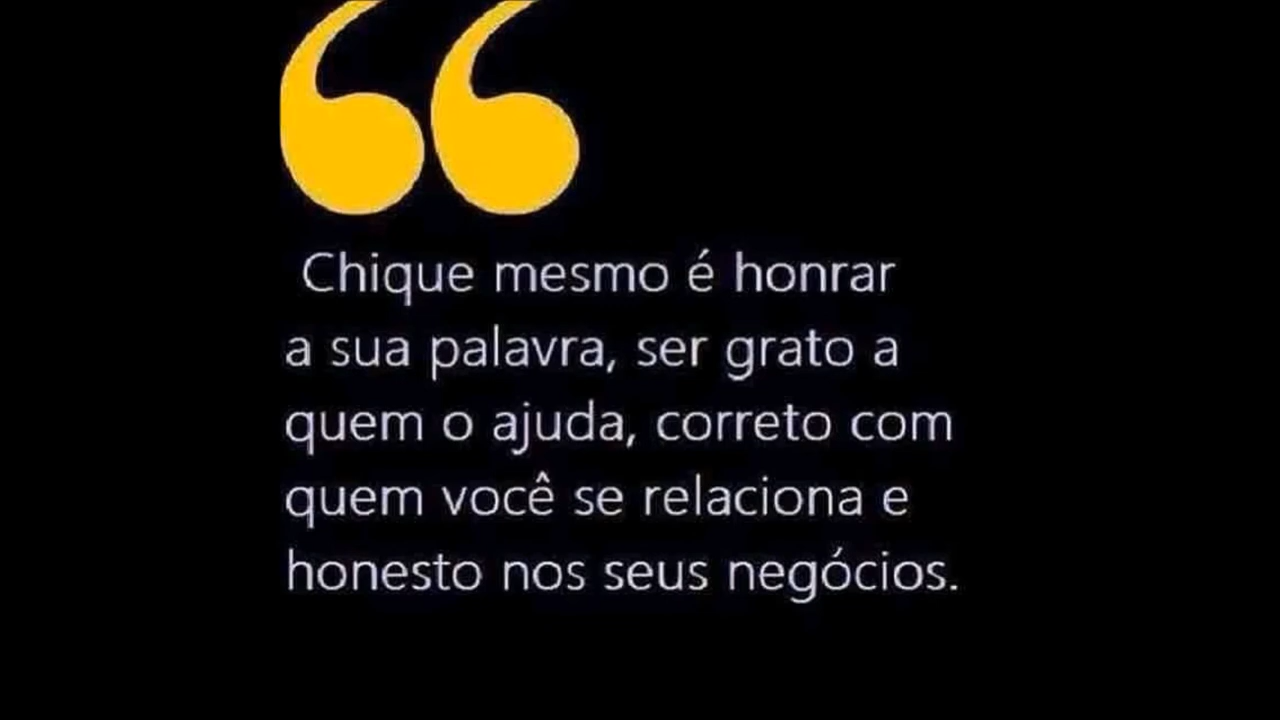 Chique mesmo é honrar
a sua palavra, ser grato a
quem o ajuda, correto com
quem você se relaciona e
honesto nos seus negócios.